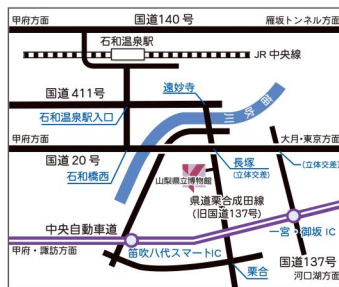 甲府方面
国道140号
雁坂トンネル方面
石和温泉駅
JR中央線
国道411号
遠妙寺
笛吹川
石和温泉駅入口
甲府方面
大月・東京方面
国道20号
石和橋西
長塚
(立体交差)
(立体交差)
山梨県立博物館
県道栗合成田線
(旧国道137号)
中央自動車道
一宮・御坂IC
甲府・諏訪方面
笛吹八代スマートIC
国道137号
栗合
河口湖方面